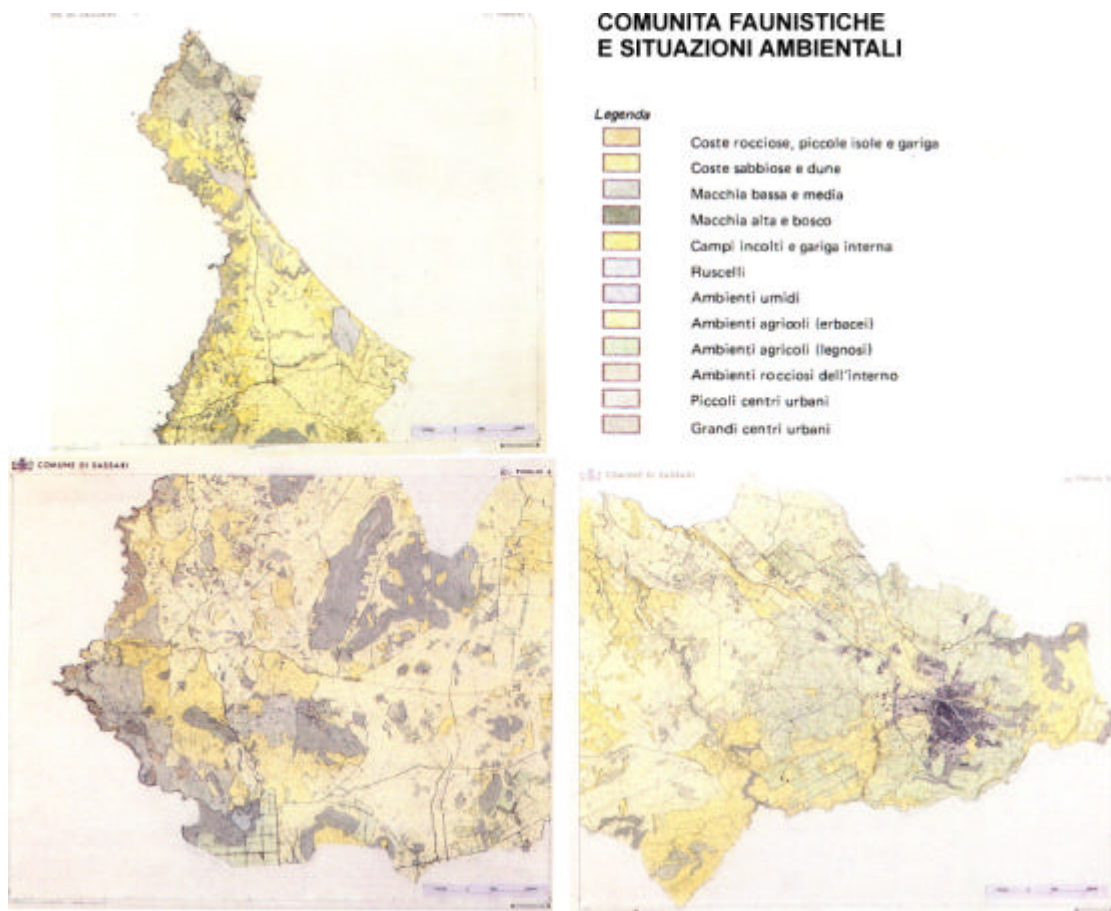 COMUNITA FAUNISTICHE
E SITUAZIONI AMBIENTALI
Legenda
Coste rocciose, piccole isole e gariga
Coste sabbiose e dune
Macchia bassa e media
Macchia alta e bosco
Campi incolti e gariga interna
Ruscelli
Ambienti umidi
Ambienti agricoli (erbacei)
Ambienti agricoli (legnosi)
Ambienti rocciosi dell'interno
Piccoli centri urbani
Grandi centri urbani
COMUNE DI SASSARI
COMUNE DI SASSARI